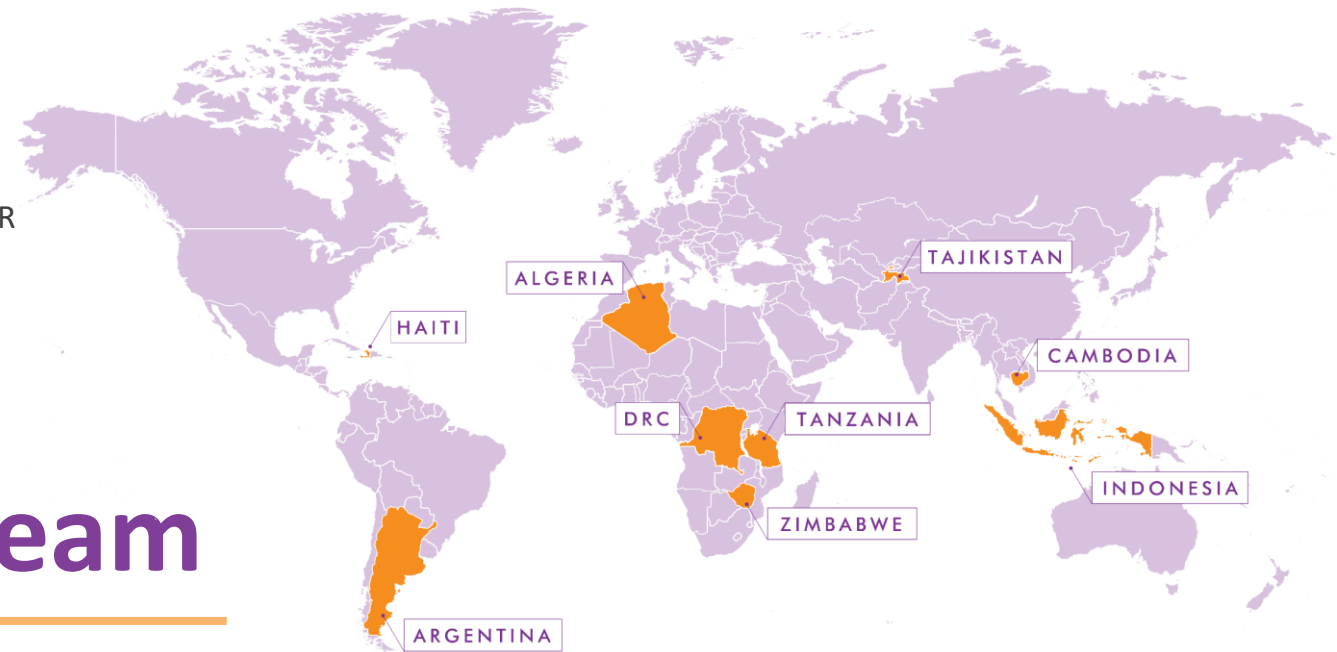 R
TAJIKISTAN
ALGERIA
HAITI
CAMBODIA
DRC
TANZANIA
INDONESIA
ZIMBABWE
eam
ARGENTINA